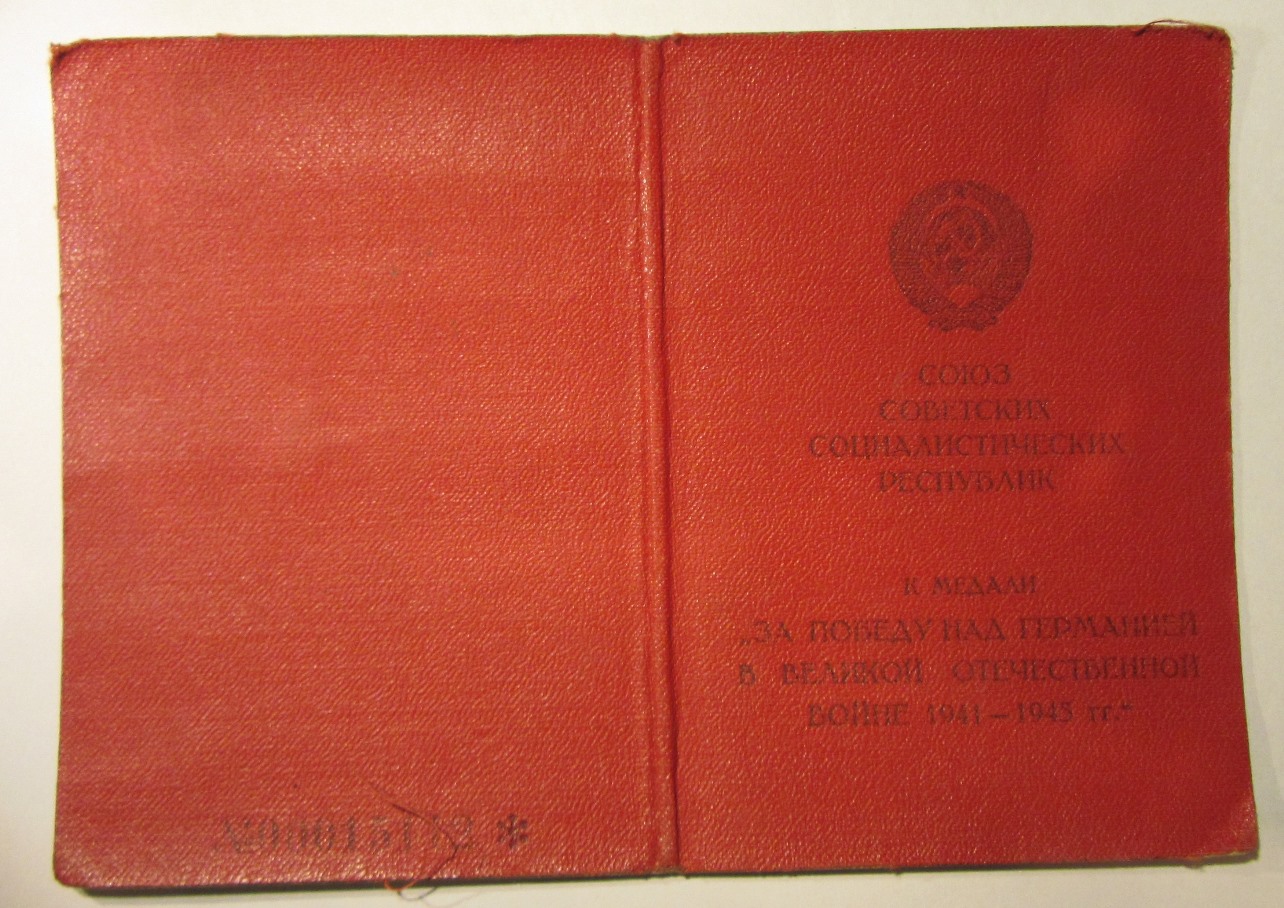 СОЮЗ
СОВЕТСКИХ
СОЦИАЛИСТИЧЕСКИХ
РЕСПУБЛИК
К МЕДАЛИ
„ЗА ПОБЕДУ НАД ГЕРМАНИЕЙ
В ВЕЛИКОЙ ОТЕЧЕСТВЕННОЙ
ВОЙНЕ 1941—1945 гг.“